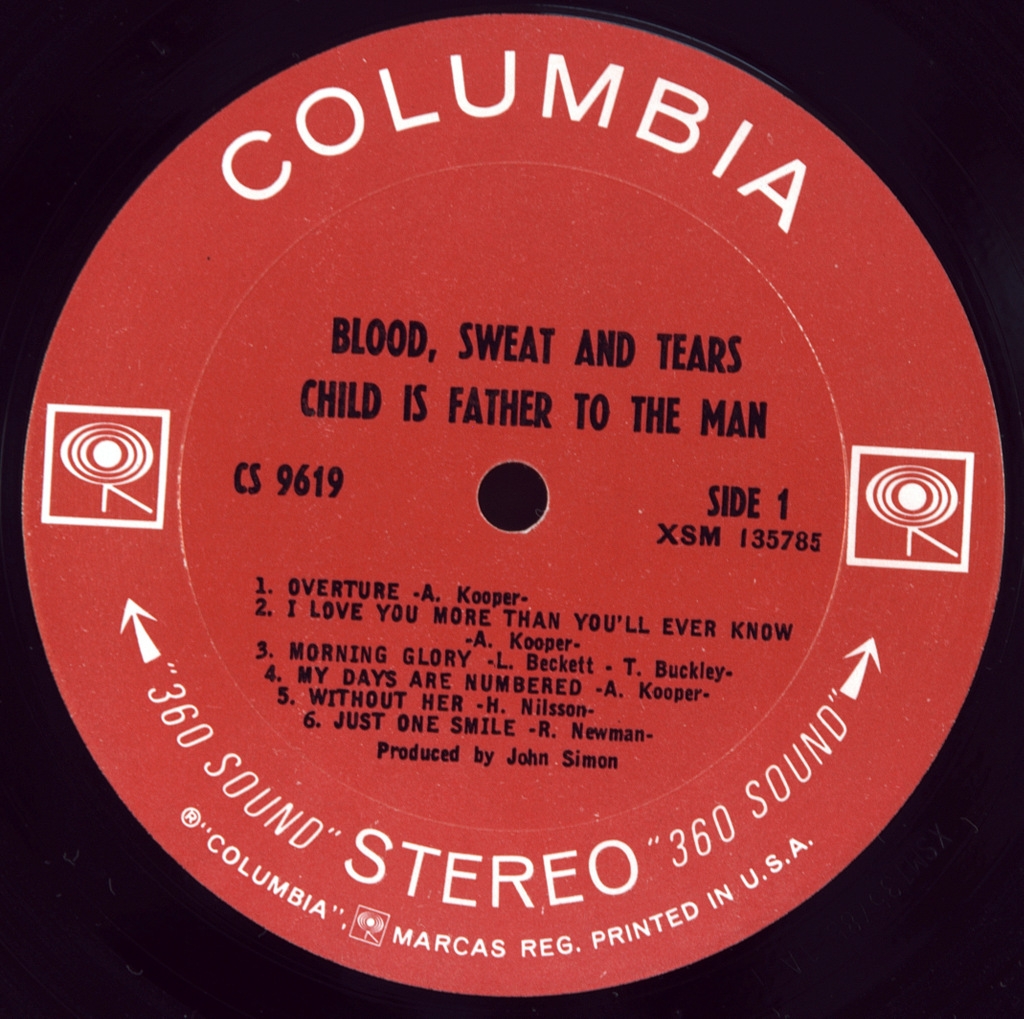 COLUMBIA
BLOOD, SWEAT AND TEARS
CHILD IS FATHER TO THE MAN
CS 9619
SIDE 1
XSM 135785
1. OVERTURE -A. Kooper-
2. I LOVE YOU MORE THAN YOU'LL EVER KNOW
-A. Kooper-
3. MORNING GLORY -L. Beckett - T. Buckley-
4. MY DAYS ARE NUMBERED -A. Kooper-
5. WITHOUT HER -H. Nilsson-
6. JUST ONE SMILE -R. Newman-
Produced by John Simon
"360 SOUND" STEREO "360 SOUND"
®"COLUMBIA", MARCAS REG. PRINTED IN U.S.A.